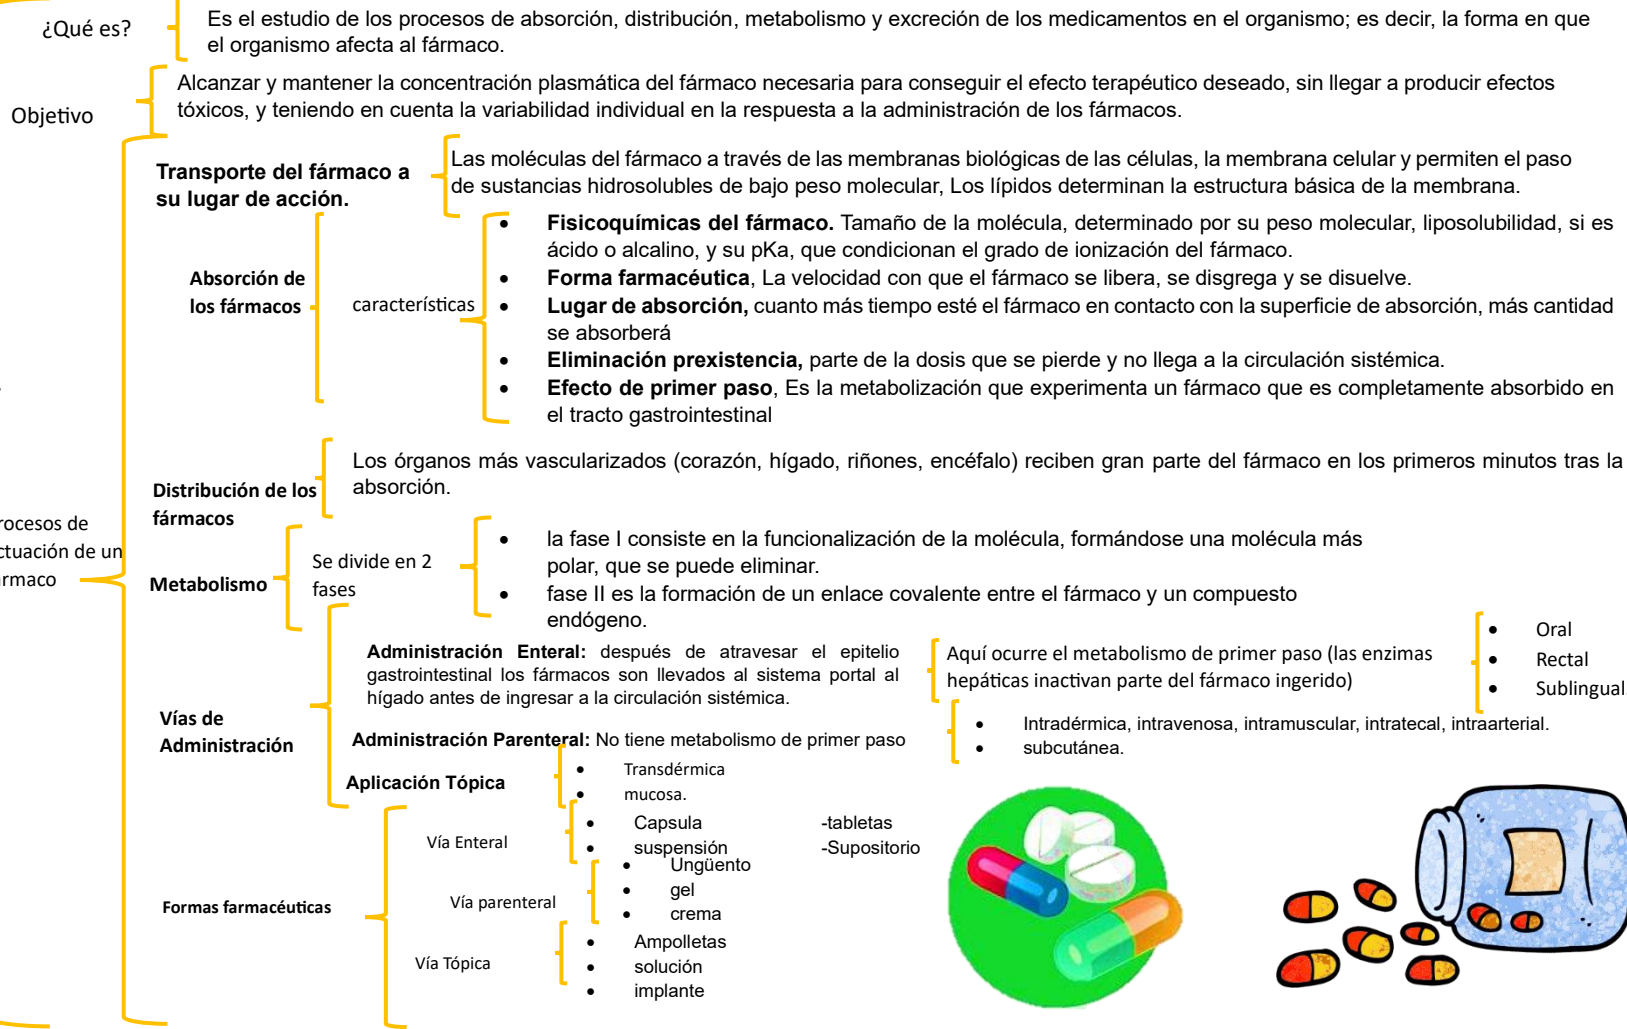 ¿Qué es?
Es el estudio de los procesos de absorción, distribución, metabolismo y excreción de los medicamentos en el organismo; es decir, la forma en que
el organismo afecta al fármaco.
Objetivo
Alcanzar y mantener la concentración plasmática del fármaco necesaria para conseguir el efecto terapéutico deseado, sin llegar a producir efectos
tóxicos, y teniendo en cuenta la variabilidad individual en la respuesta a la administración de los fármacos.
rocesos de
ctuación de un
rmaco
Transporte del fármaco a
su lugar de acción.
Las moléculas del fármaco a través de las membranas biológicas de las células, la membrana celular y permiten el paso
de sustancias hidrosolubles de bajo peso molecular, Los lípidos determinan la estructura básica de la membrana.
Absorción de
los fármacos
características
• Fisicoquímicas del fármaco. Tamaño de la molécula, determinado por su peso molecular, liposolubilidad, si es
ácido o alcalino, y su pKa, que condicionan el grado de ionización del fármaco.
• Forma farmacéutica, La velocidad con que el fármaco se libera, se disgrega y se disuelve.
• Lugar de absorción, cuanto más tiempo esté el fármaco en contacto con la superficie de absorción, más cantidad
se absorberá
• Eliminación prexistencia, parte de la dosis que se pierde y no llega a la circulación sistémica.
• Efecto de primer paso, Es la metabolización que experimenta un fármaco que es completamente absorbido en
el tracto gastrointestinal
Distribución de los
fármacos
Los órganos más vascularizados (corazón, hígado, riñones, encéfalo) reciben gran parte del fármaco en los primeros minutos tras la
absorción.
Metabolismo
Se divide en 2
fases
• la fase I consiste en la funcionalización de la molécula, formándose una molécula más
polar, que se puede eliminar.
• fase II es la formación de un enlace covalente entre el fármaco y un compuesto
endógeno.
Vías de
Administración
Administración Enteral: después de atravesar el epitelio
gastrointestinal los fármacos son llevados al sistema portal al
hígado antes de ingresar a la circulación sistémica.
Aquí ocurre el metabolismo de primer paso (las enzimas
hepáticas inactivan parte del fármaco ingerido)
• Oral
• Rectal
• Sublingual.
Administración Parenteral: No tiene metabolismo de primer paso
• Intradérmica, intravenosa, intramuscular, intratecal, intraarterial.
• subcutánea.
Aplicación Tópica
• Transdérmica
• mucosa.
Formas farmacéuticas
Vía Enteral
• Capsula -tabletas
• suspensión -Supositorio
Vía parenteral
• Ungüento
• gel
• crema
Vía Tópica
• Ampolletas
• solución
• implante